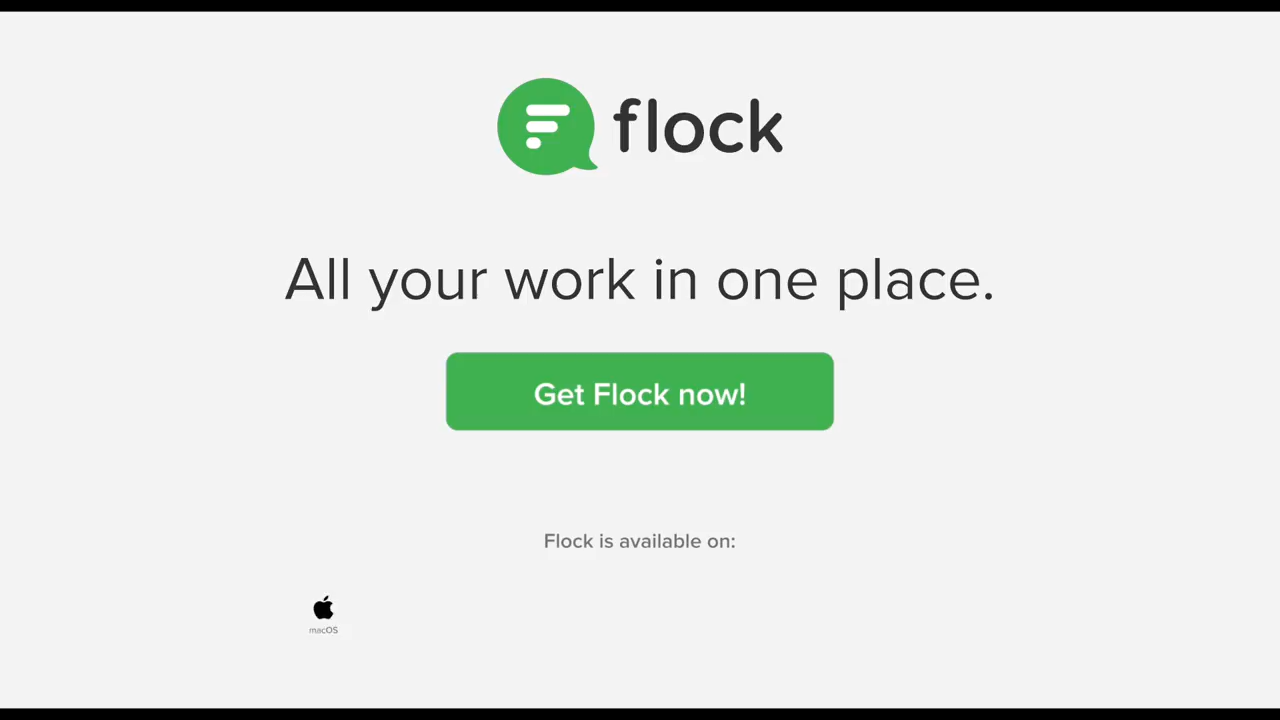 flock
All your work in one place.
Get Flock now!
Flock is available on:
macOS